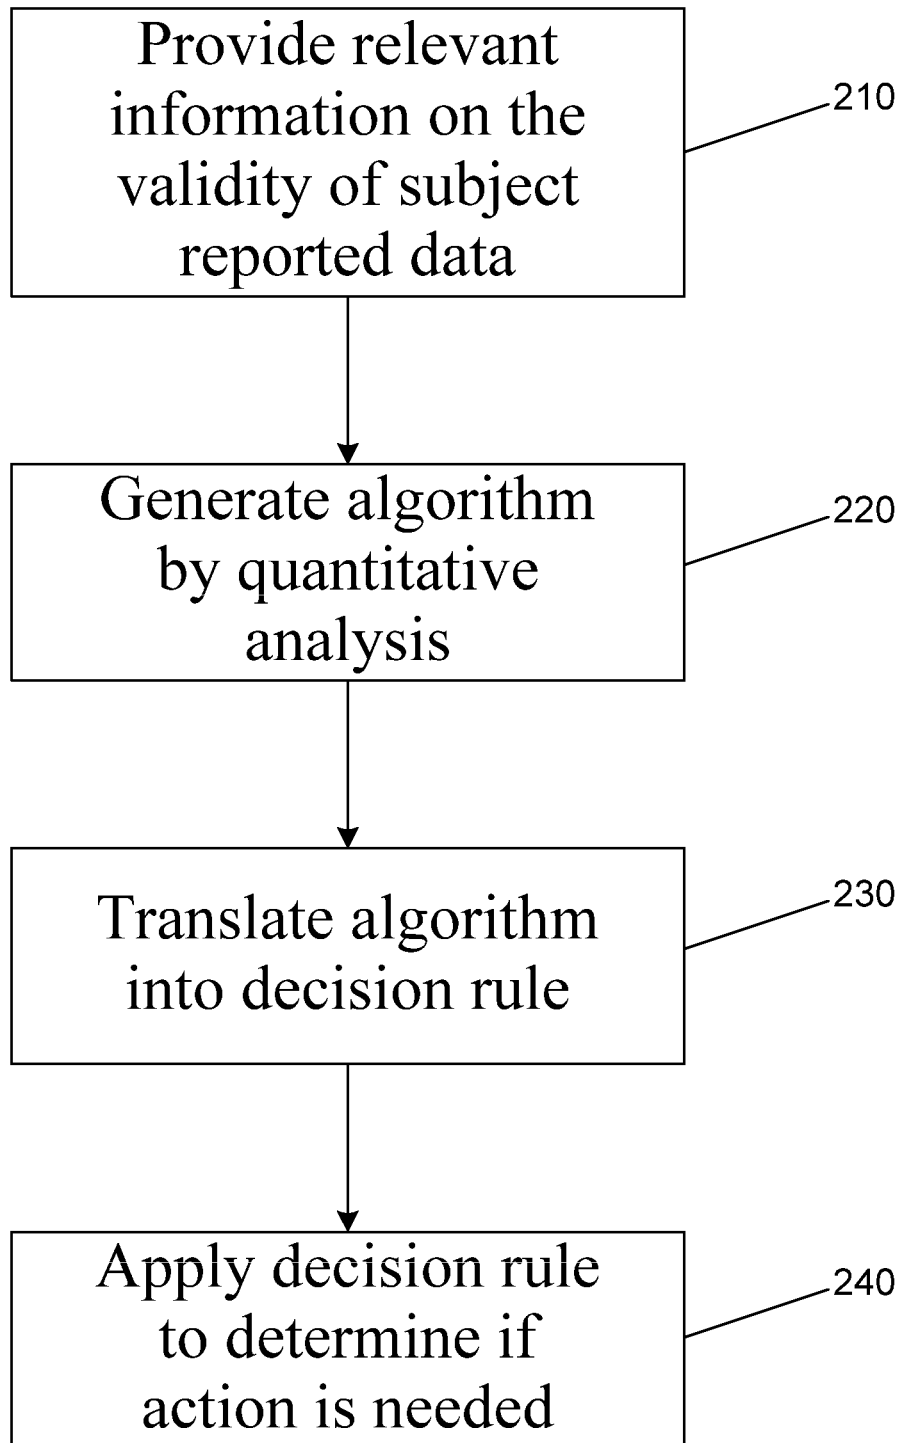 Provide relevant
information on the
validity of subject
reported data
210
Generate algorithm
by quantitative
analysis
220
Translate algorithm
into decision rule
230
Apply decision rule
to determine if
action is needed
240